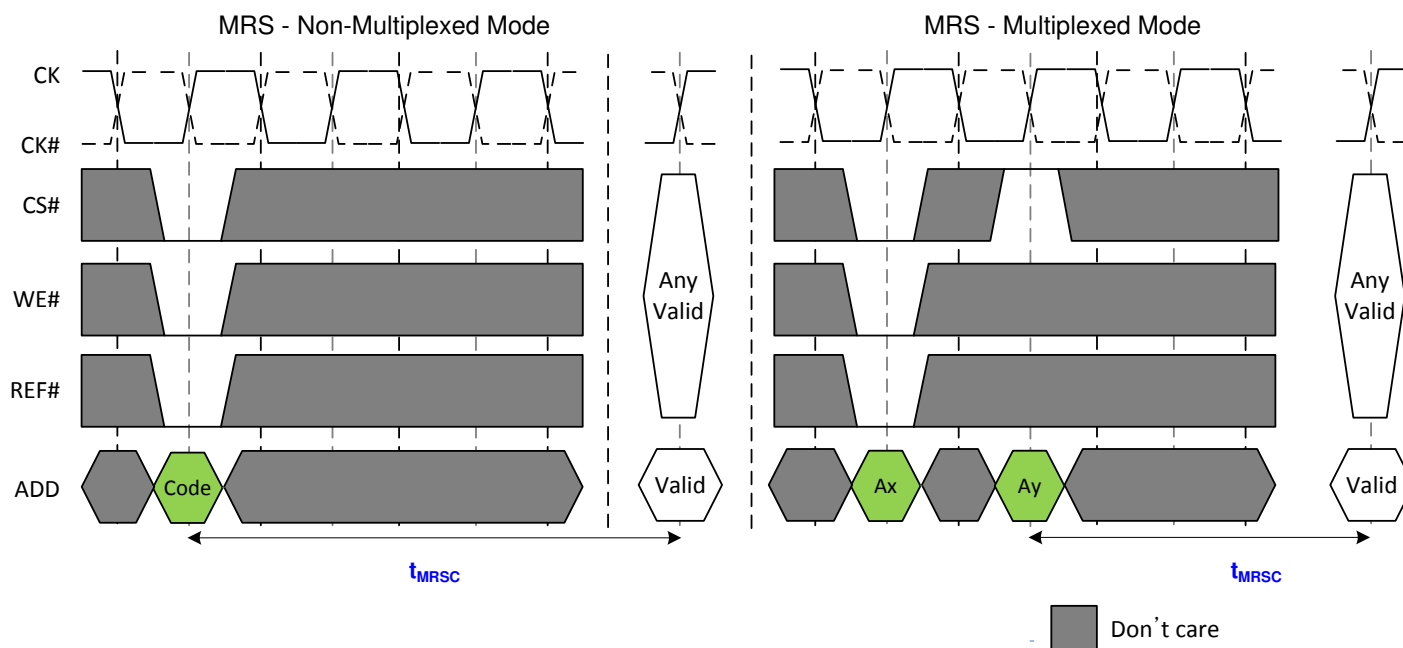 MRS - Non-Multiplexed Mode
MRS - Multiplexed Mode
CK
CK#
CS#
WE#
REF#
ADD
Code
Any
Valid
Valid
Ax
Ay
Any
Valid
Valid
tMRSC
tMRSC
Don't care